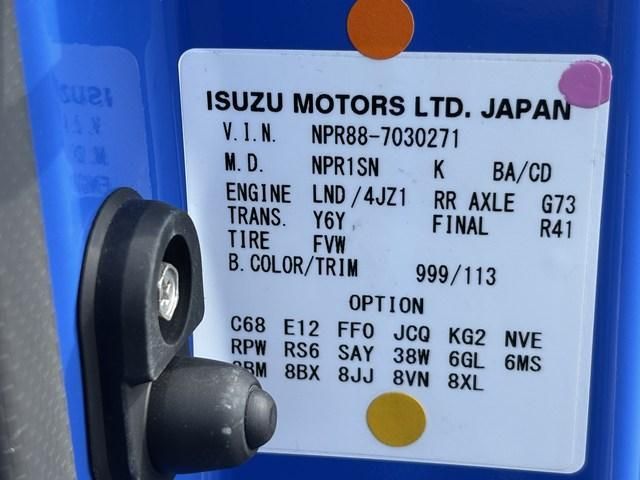 ISUZU MOTORS LTD. JAPAN
V.I.N. NPR88-7030271
M.D. NPR1SN K BA/CD
ENGINE LND/4JZ1 RR AXLE G73
TRANS. Y6Y FINAL R41
TIRE FVW
B.COLOR/TRIM 999/113
OPTION
C68 E12 FF0 JCQ KG2 NVE
RPW RS6 SAY 38W 6GL 6MS
8BX 8JJ 8VN 8XL